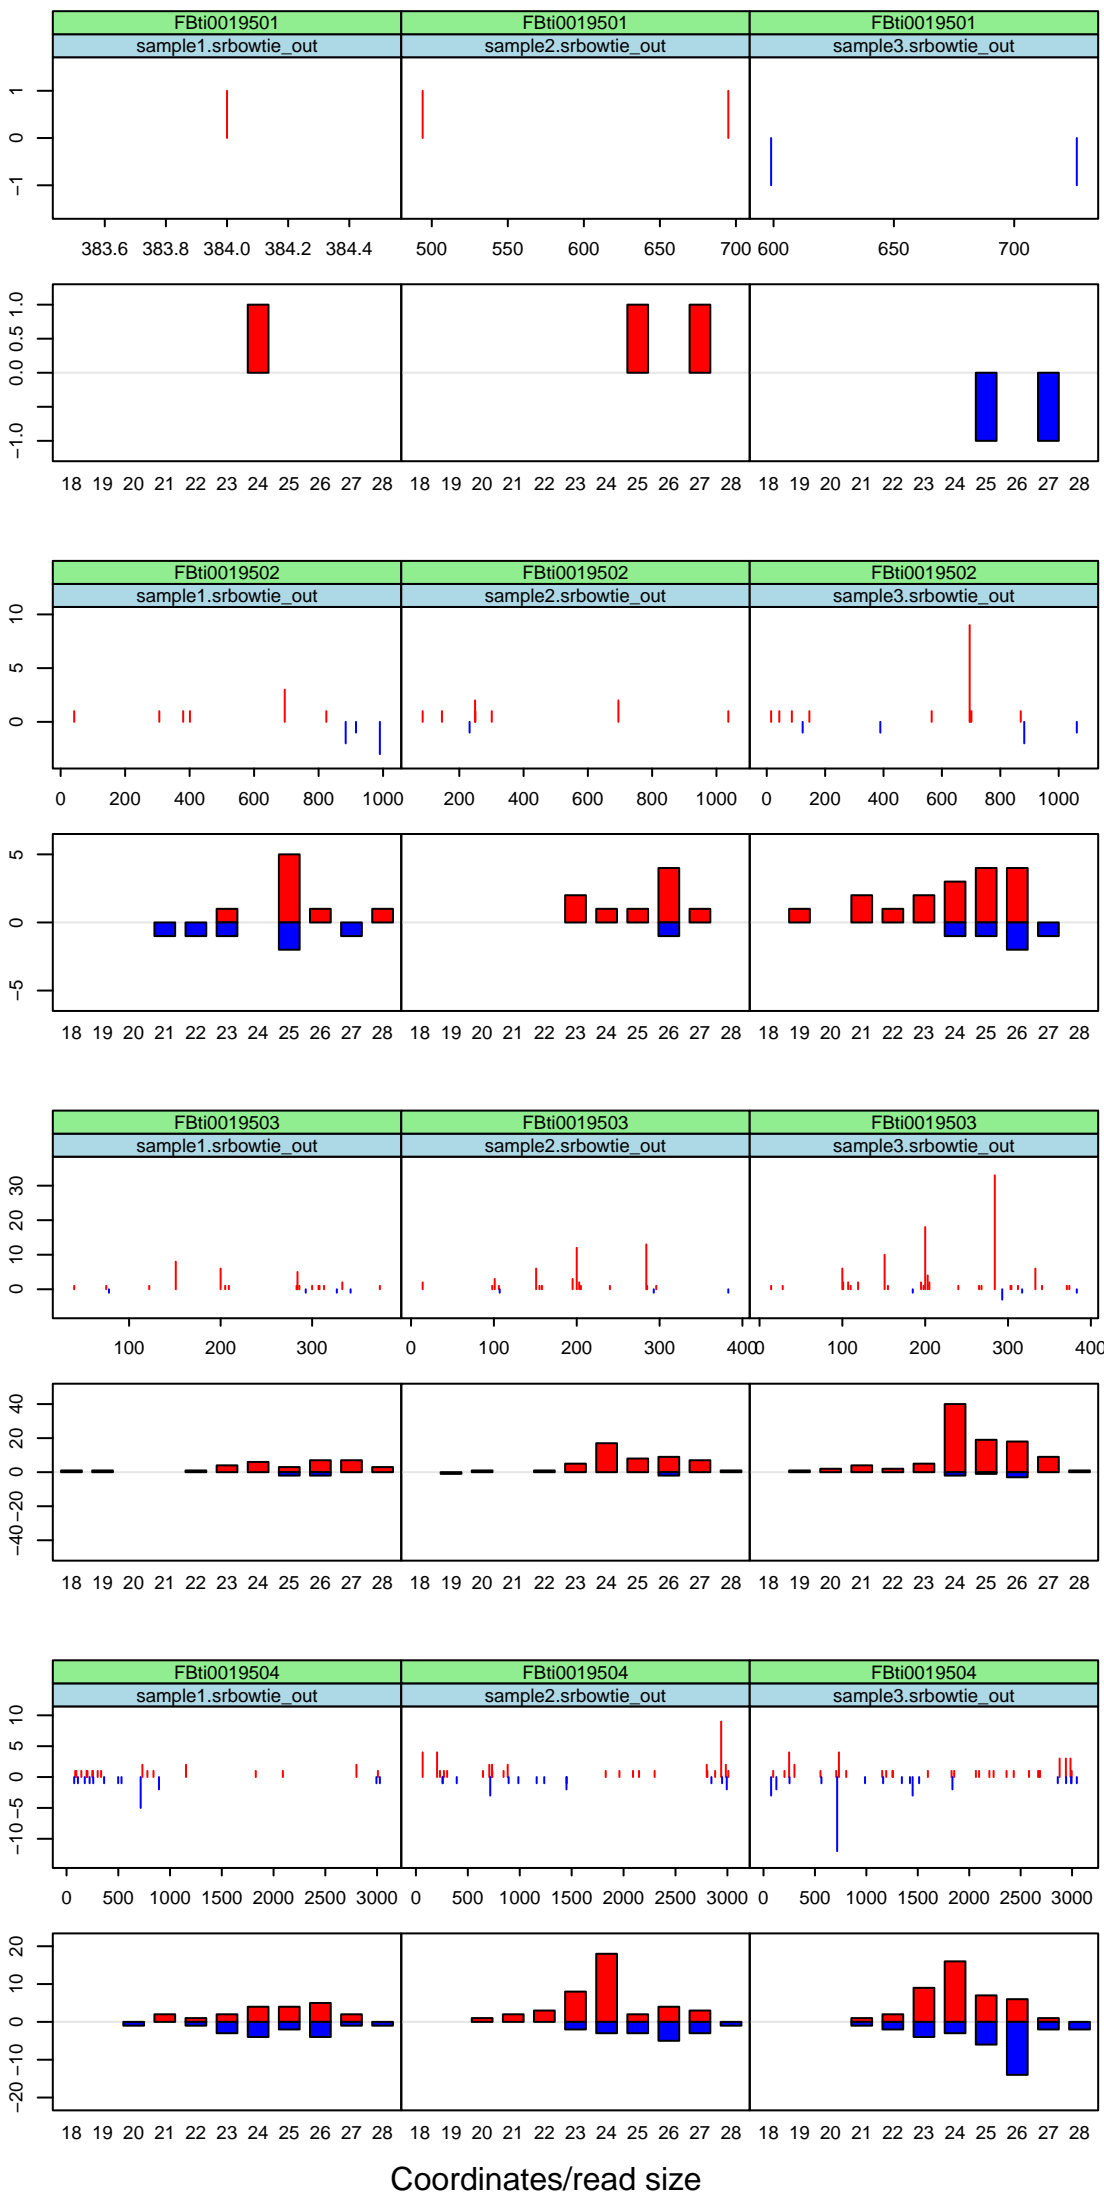 FBti0019501 FBti0019501 FBti0019501
sample1.srbowtie_out sample2.srbowtie_out sample3.srbowtie_out
1
0
−1
383.6 383.8 384.0 384.2 384.4 500 550 600 650 700 600 650 700
1.0
0.5
0.0
−1.0
18 19 20 21 22 23 24 25 26 27 28 18 19 20 21 22 23 24 25 26 27 28 18 19 20 21 22 23 24 25 26 27 28
FBti0019502 FBti0019502 FBti0019502
sample1.srbowtie_out sample2.srbowtie_out sample3.srbowtie_out
10
5
0
0 200 400 600 800 1000 200 400 600 800 1000 0 200 400 600 800 1000
5
0
−5
18 19 20 21 22 23 24 25 26 27 28 18 19 20 21 22 23 24 25 26 27 28 18 19 20 21 22 23 24 25 26 27 28
FBti0019503 FBti0019503 FBti0019503
sample1.srbowtie_out sample2.srbowtie_out sample3.srbowtie_out
30
20
10
0
100 200 300 0 100 200 300 400 0 100 200 300 400
40
20
0
−20
−40
18 19 20 21 22 23 24 25 26 27 28 18 19 20 21 22 23 24 25 26 27 28 18 19 20 21 22 23 24 25 26 27 28
FBti0019504 FBti0019504 FBti0019504
sample1.srbowtie_out sample2.srbowtie_out sample3.srbowtie_out
10
5
0
−5
−10
0 500 1000 1500 2000 2500 3000 0 500 1000 1500 2000 2500 3000 0 500 1000 1500 2000 2500 3000
20
10
0
−10
−20
18 19 20 21 22 23 24 25 26 27 28 18 19 20 21 22 23 24 25 26 27 28 18 19 20 21 22 23 24 25 26 27 28
Coordinates/read size